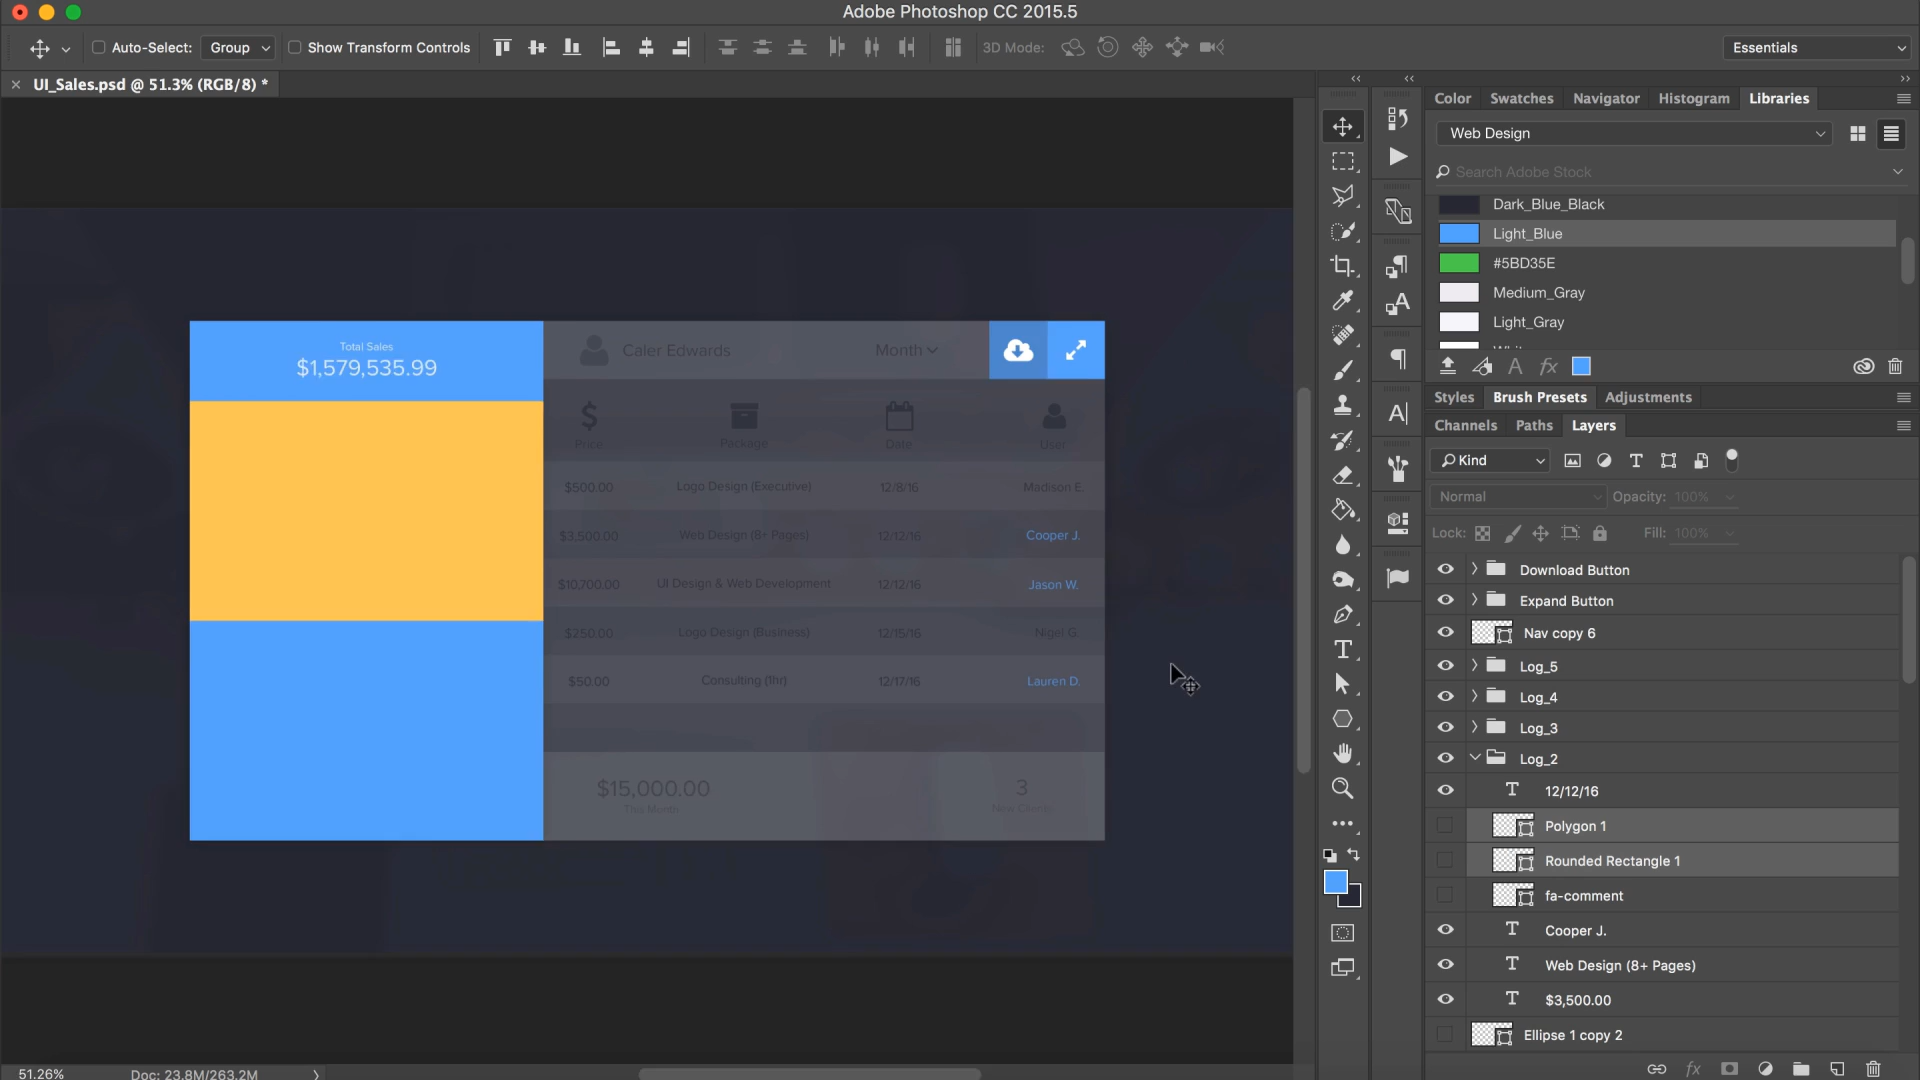 Adobe Photoshop CC 2015.5
Auto-Select: Group Show Transform Controls 3D Mode: Essentials
UI_Sales.psd @ 51.3% (RGB/8) *
Color Swatches Navigator Histogram Libraries
Web Design
Search Adobe Stock
Dark_Blue_Black
Light_Blue
#5BD35E
Medium_Gray
Light_Gray
Styles Brush Presets Adjustments
Channels Paths Layers
Kind
Normal Opacity: 100%
Lock: Fill: 100%
Download Button
Expand Button
Nav copy 6
Log_5
Log_4
Log_3
Log_2
12/12/16
Polygon 1
Rounded Rectangle 1
fa-comment
Cooper J.
Web Design (8+ Pages)
$3,500.00
Ellipse 1 copy 2
Total Sales
$1,579,535.99
Caler Edwards Month
Price Package Date User
$500.00 Logo Design (Executive) 12/8/16 Madison E.
$3,500.00 Web Design (8+ Pages) 12/12/16 Cooper J.
$10,700.00 UI Design & Web Development 12/12/16 Jason W.
$250.00 Logo Design (Business) 12/15/16 Nigel G
$50.00 Consulting (1hr) 12/17/16 Lauren D.
$15,000.00 3
This Month New Clients
51.26% Doc: 23.8M/263.2M